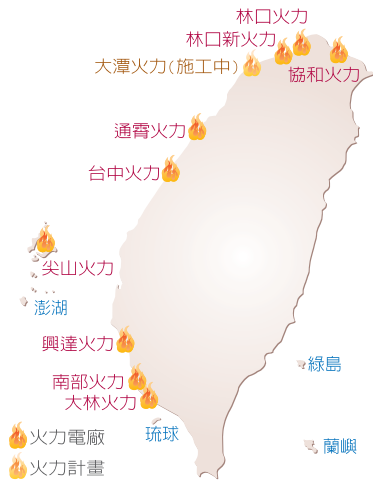 林口火力
林口新火力
大潭火力(施工中)
協和火力
通霄火力
台中火力
尖山火力
澎湖
興達火力
綠島
南部火力
大林火力
琉球
火力電廠
蘭嶼
火力計畫